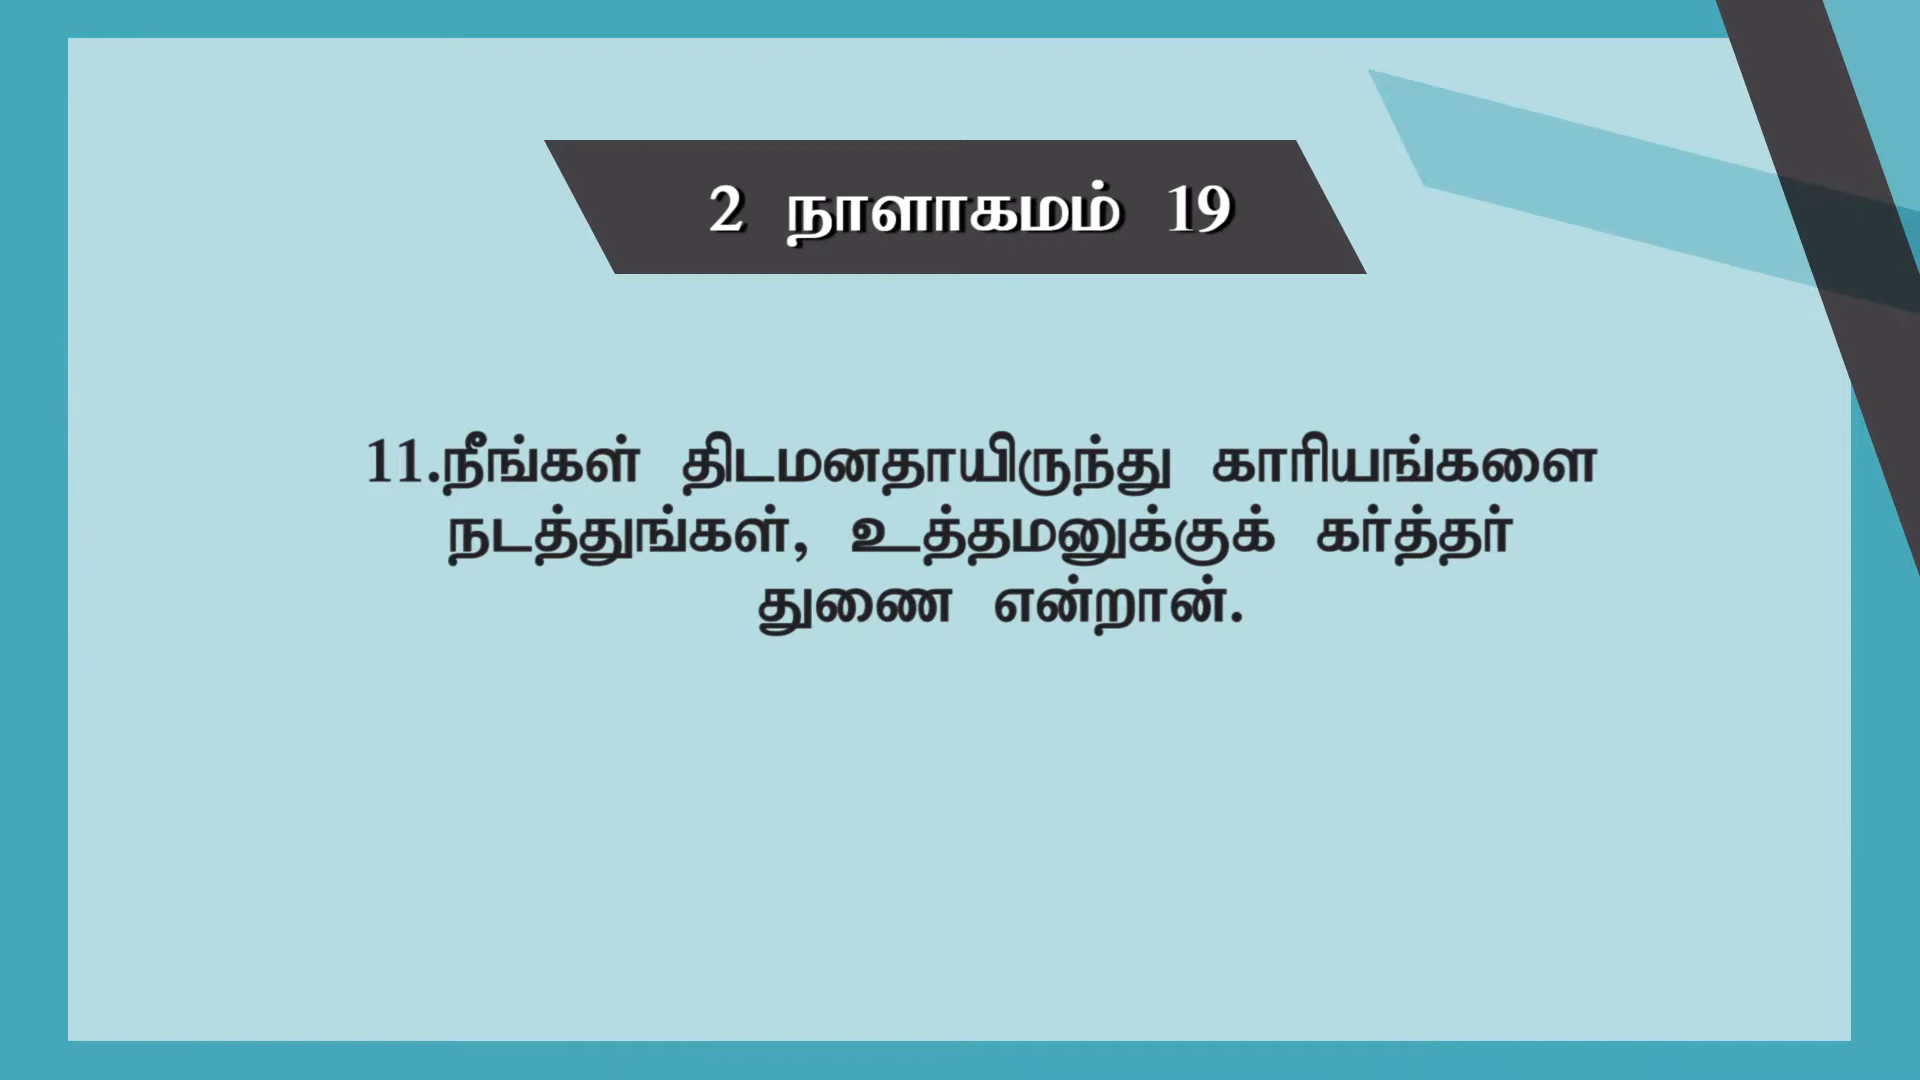 2 நாளாகமம் 19
11.நீங்கள் திடமனதாயிருந்து காரியங்களை
நடத்துங்கள், உத்தமனுக்குக் கர்த்தர்
துணை என்றான்.